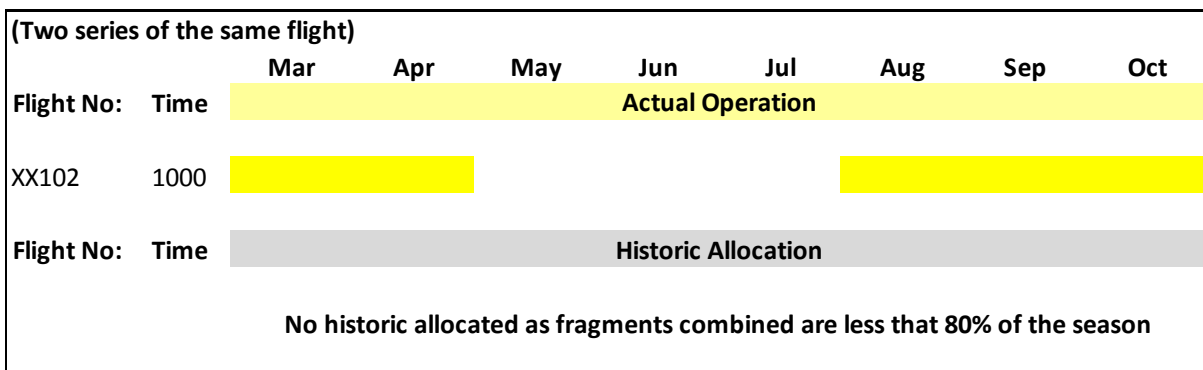 (Two series of the same flight)
Mar Apr May Jun Jul Aug Sep Oct
Flight No: Time Actual Operation
XX102 1000
Flight No: Time Historic Allocation
No historic allocated as fragments combined are less that 80% of the season